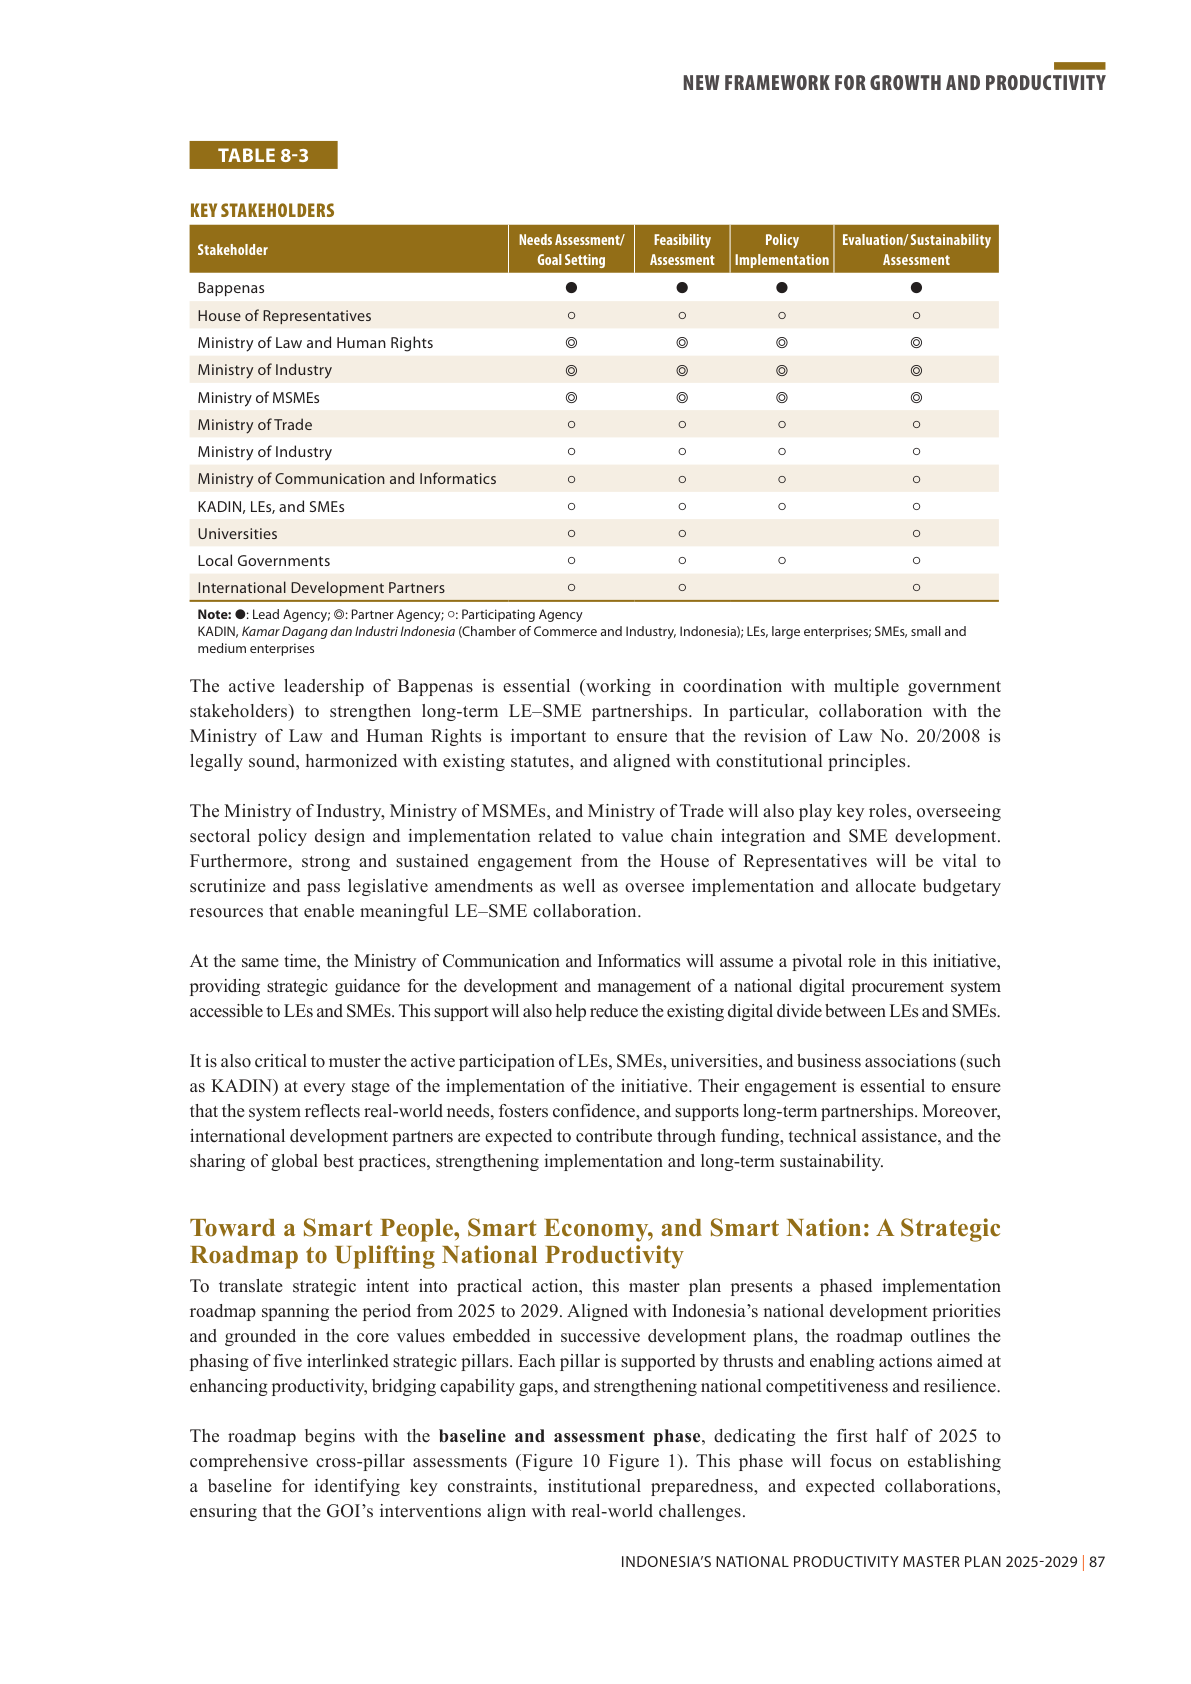 NEW FRAMEWORK FOR GROWTH AND PRODUCTIVITY
TABLE 8-3
KEY STAKEHOLDERS
Stakeholder Needs Assessment/ Goal Setting Feasibility Assessment Policy Implementation Evaluation/ Sustainability Assessment
Bappenas ● ● ● ●
House of Representatives ○ ○ ○ ○
Ministry of Law and Human Rights ◎ ◎ ◎ ◎
Ministry of Industry ◎ ◎ ◎ ◎
Ministry of MSMEs ◎ ◎ ◎ ◎
Ministry of Trade ○ ○ ○ ○
Ministry of Industry ○ ○ ○ ○
Ministry of Communication and Informatics ○ ○ ○ ○
KADIN, LEs, and SMEs ○ ○ ○ ○
Universities ○ ○ ○
Local Governments ○ ○ ○ ○
International Development Partners ○ ○ ○
Note: ●: Lead Agency; ◎: Partner Agency; ○: Participating Agency
KADIN, Kamar Dagang dan Industri Indonesia (Chamber of Commerce and Industry, Indonesia); LEs, large enterprises; SMEs, small and
medium enterprises
The active leadership of Bappenas is essential (working in coordination with multiple government
stakeholders) to strengthen long-term LE–SME partnerships. In particular, collaboration with the
Ministry of Law and Human Rights is important to ensure that the revision of Law No. 20/2008 is
legally sound, harmonized with existing statutes, and aligned with constitutional principles.
The Ministry of Industry, Ministry of MSMEs, and Ministry of Trade will also play key roles, overseeing
sectoral policy design and implementation related to value chain integration and SME development.
Furthermore, strong and sustained engagement from the House of Representatives will be vital to
scrutinize and pass legislative amendments as well as oversee implementation and allocate budgetary
resources that enable meaningful LE–SME collaboration.
At the same time, the Ministry of Communication and Informatics will assume a pivotal role in this initiative,
providing strategic guidance for the development and management of a national digital procurement system
accessible to LEs and SMEs. This support will also help reduce the existing digital divide between LEs and SMEs.
It is also critical to muster the active participation of LEs, SMEs, universities, and business associations (such
as KADIN) at every stage of the implementation of the initiative. Their engagement is essential to ensure
that the system reflects real-world needs, fosters confidence, and supports long-term partnerships. Moreover,
international development partners are expected to contribute through funding, technical assistance, and the
sharing of global best practices, strengthening implementation and long-term sustainability.
Toward a Smart People, Smart Economy, and Smart Nation: A Strategic
Roadmap to Uplifting National Productivity
To translate strategic intent into practical action, this master plan presents a phased implementation
roadmap spanning the period from 2025 to 2029. Aligned with Indonesia’s national development priorities
and grounded in the core values embedded in successive development plans, the roadmap outlines the
phasing of five interlinked strategic pillars. Each pillar is supported by thrusts and enabling actions aimed at
enhancing productivity, bridging capability gaps, and strengthening national competitiveness and resilience.
The roadmap begins with the baseline and assessment phase, dedicating the first half of 2025 to
comprehensive cross-pillar assessments (Figure 10 Figure 1). This phase will focus on establishing
a baseline for identifying key constraints, institutional preparedness, and expected collaborations,
ensuring that the GOI’s interventions align with real-world challenges.
INDONESIA’S NATIONAL PRODUCTIVITY MASTER PLAN 2025-2029 | 87